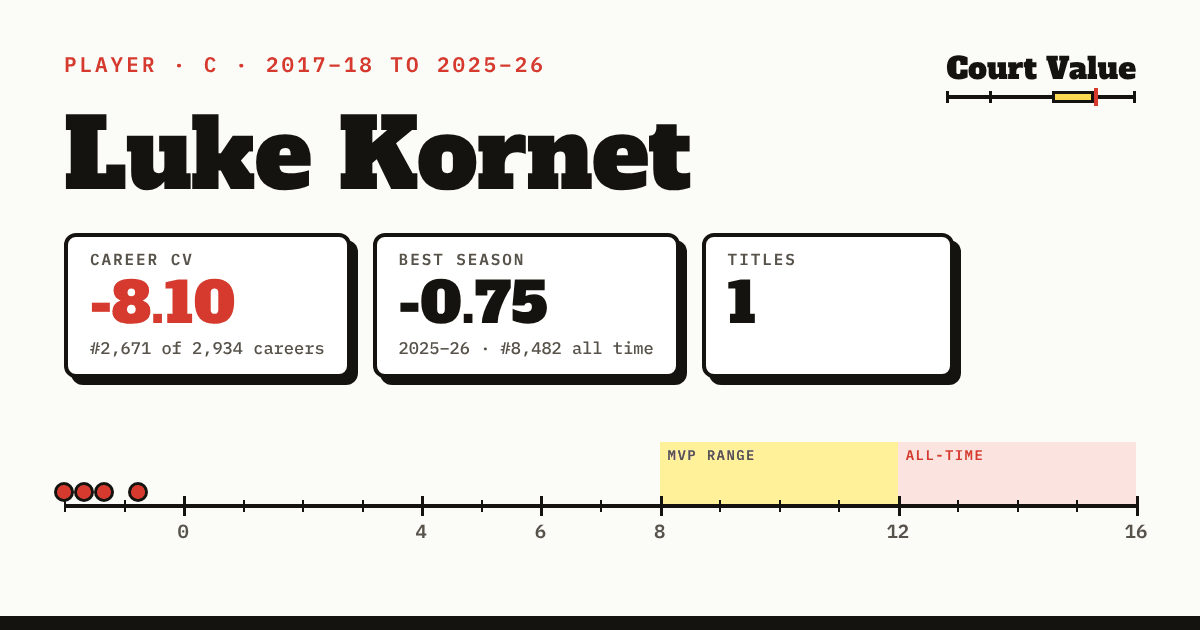 PLAYER · C · 2017–18 TO 2025–26
Court Value
Luke Kornet
CAREER CV
-8.10
#2,671 of 2,934 careers
BEST SEASON
-0.75
2025–26 · #8,482 all time
TITLES
1
MVP RANGE
ALL-TIME
0 4 6 8 12 16